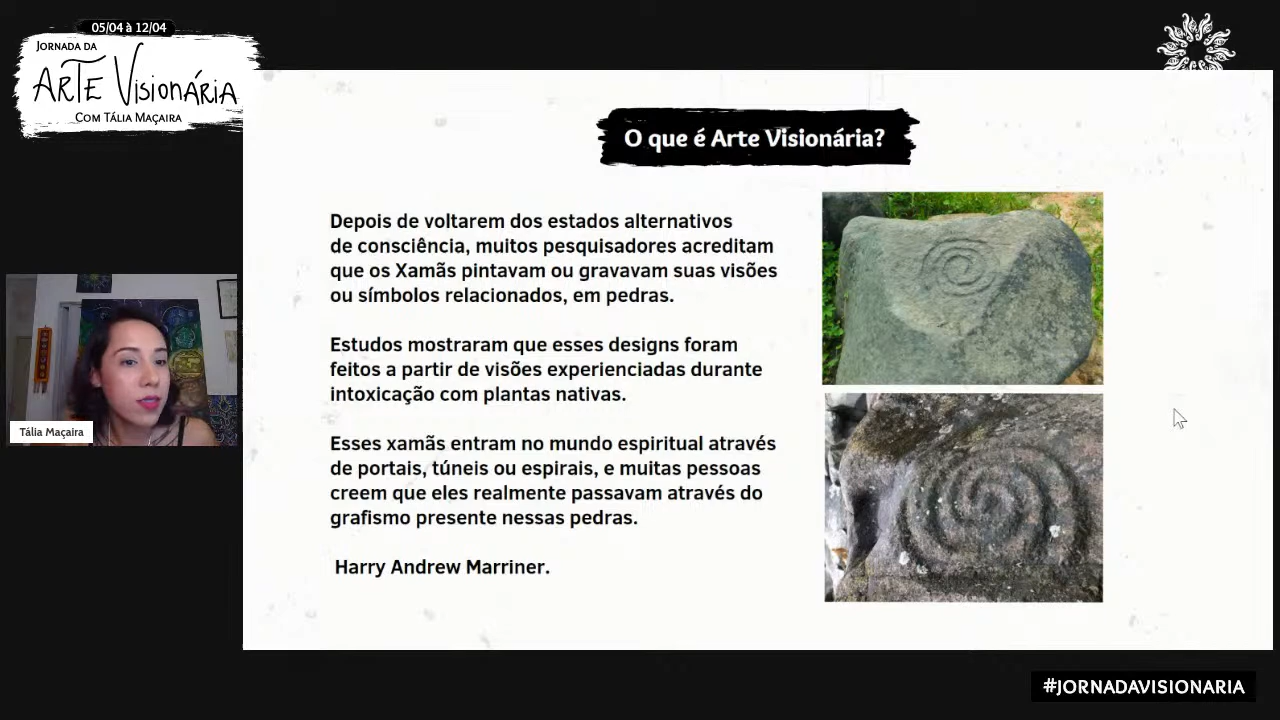 05/04 à 12/04
JORNADA DA
ARTE VISIONÁRIA
COM TÁLIA MAÇAIRA
O que é Arte Visionária?
Depois de voltarem dos estados alternativos
de consciência, muitos pesquisadores acreditam
que os Xamãs pintavam ou gravavam suas visões
ou símbolos relacionados, em pedras.
Estudos mostraram que esses designs foram
feitos a partir de visões experienciadas durante
intoxicação com plantas nativas.
Esses xamãs entram no mundo espiritual através
de portais, túneis ou espirais, e muitas pessoas
creem que eles realmente passavam através do
grafismo presente nessas pedras.
Harry Andrew Marriner.
Tália Maçaira
#JORNADAVISIONARIA